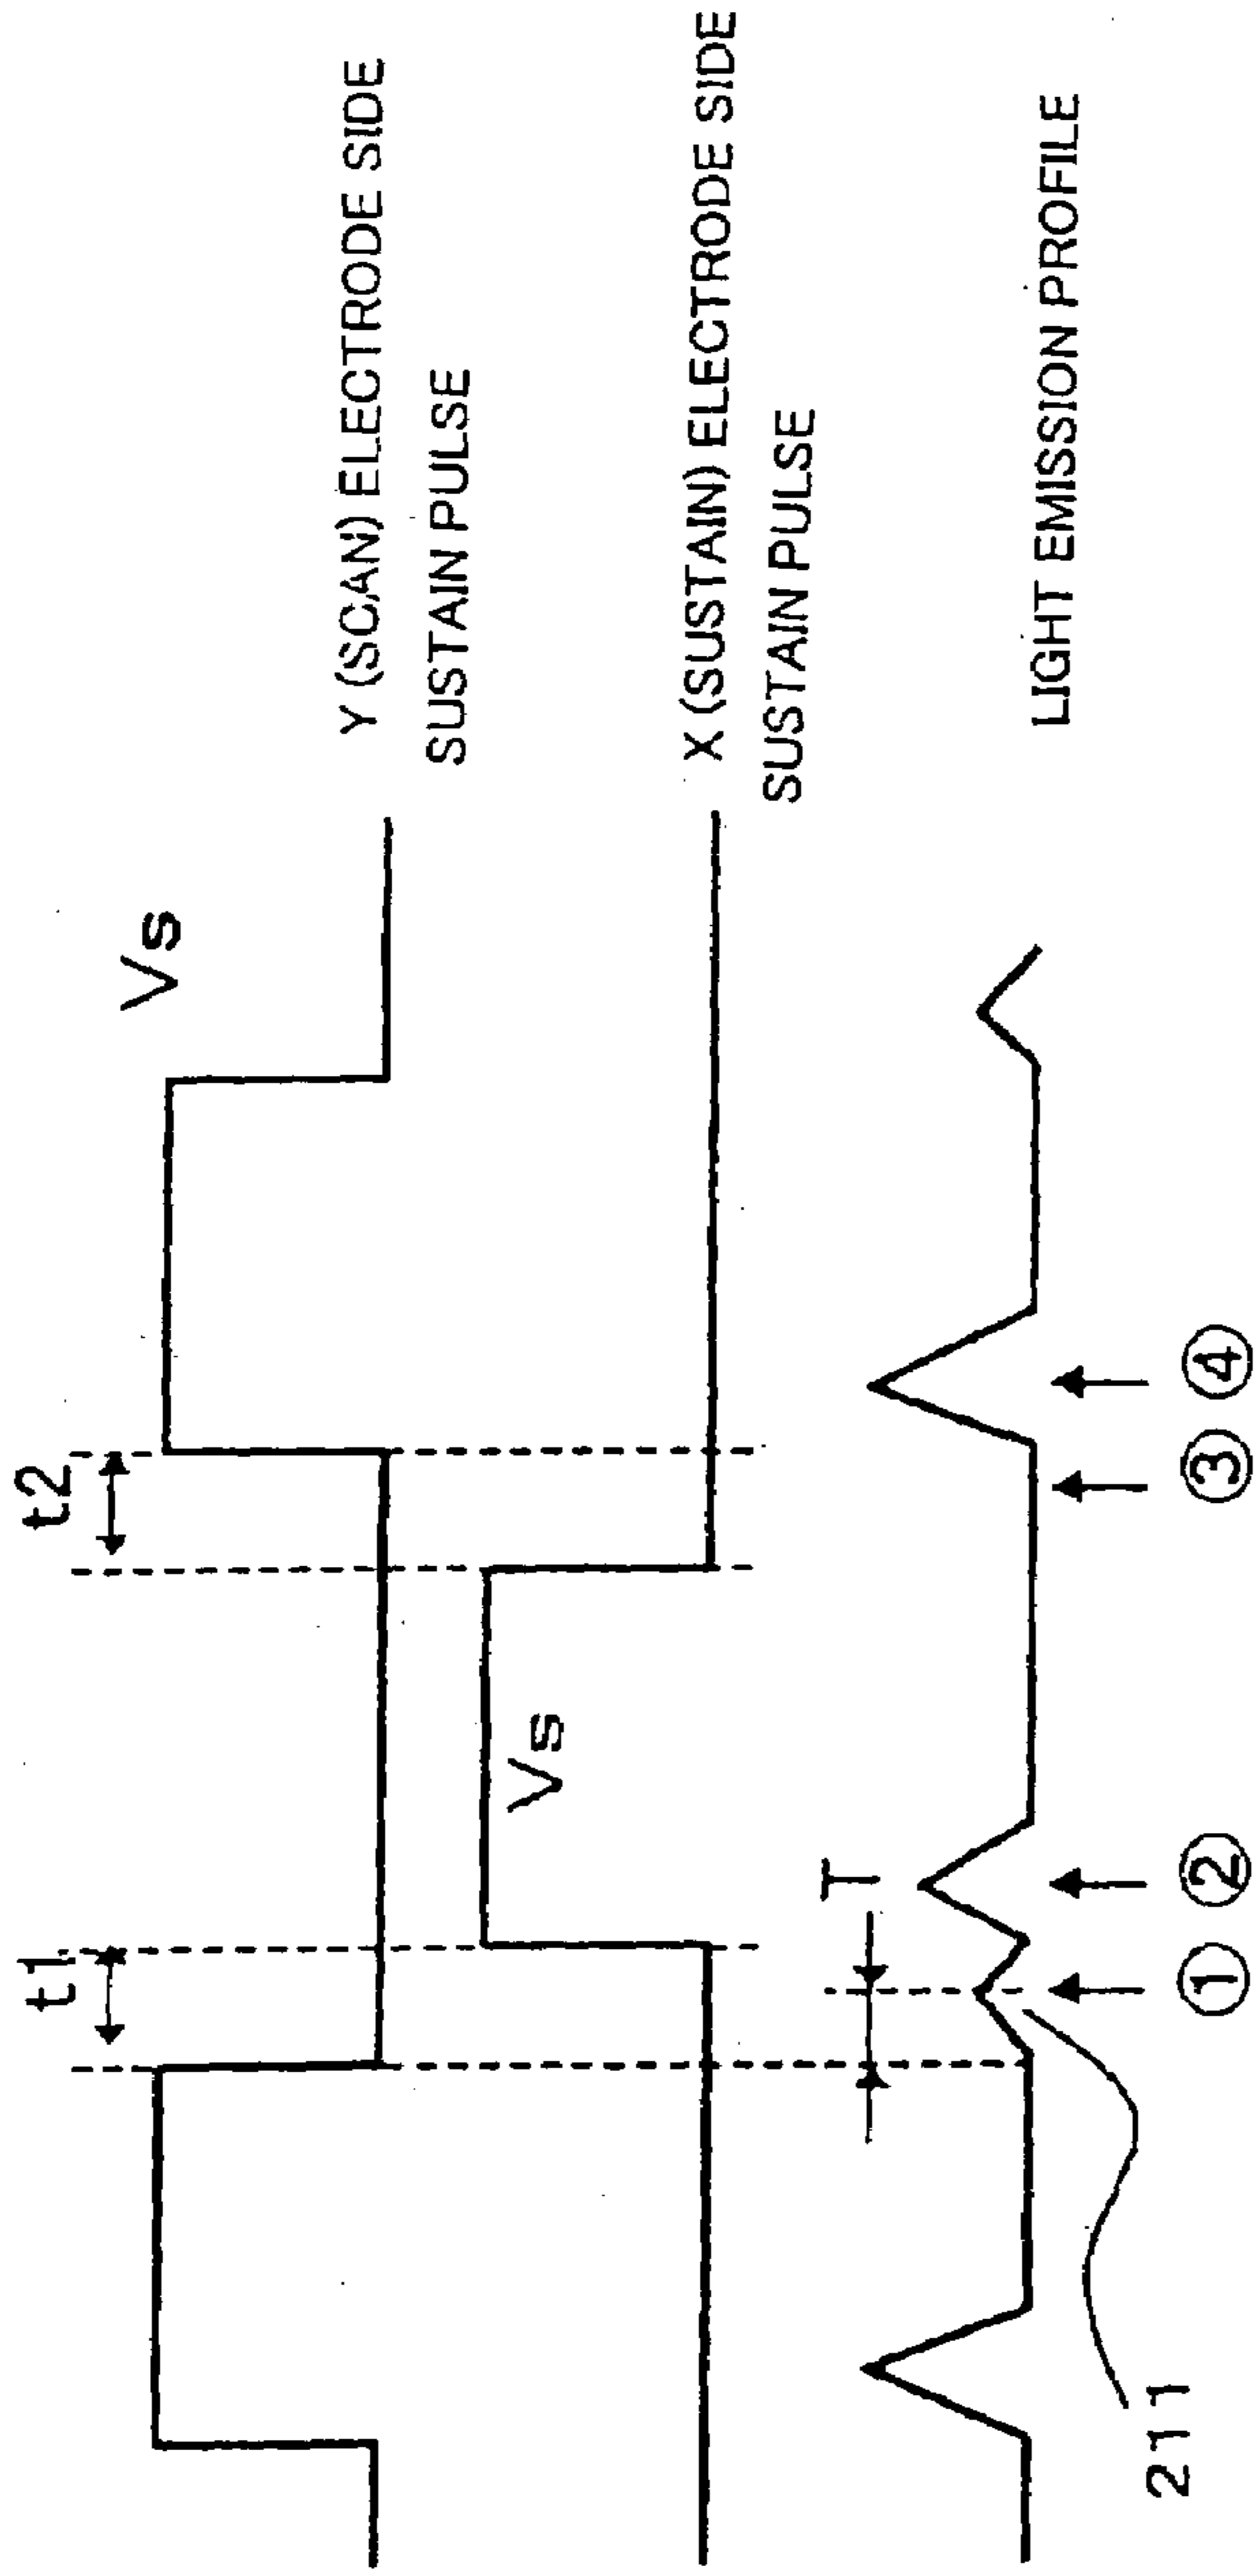 t1
t2
Vs
Y (SCAN) ELECTRODE SIDE
SUSTAIN PULSE
Vs
X (SUSTAIN) ELECTRODE SIDE
SUSTAIN PULSE
T
LIGHT EMISSION PROFILE
211
①
②
③
④